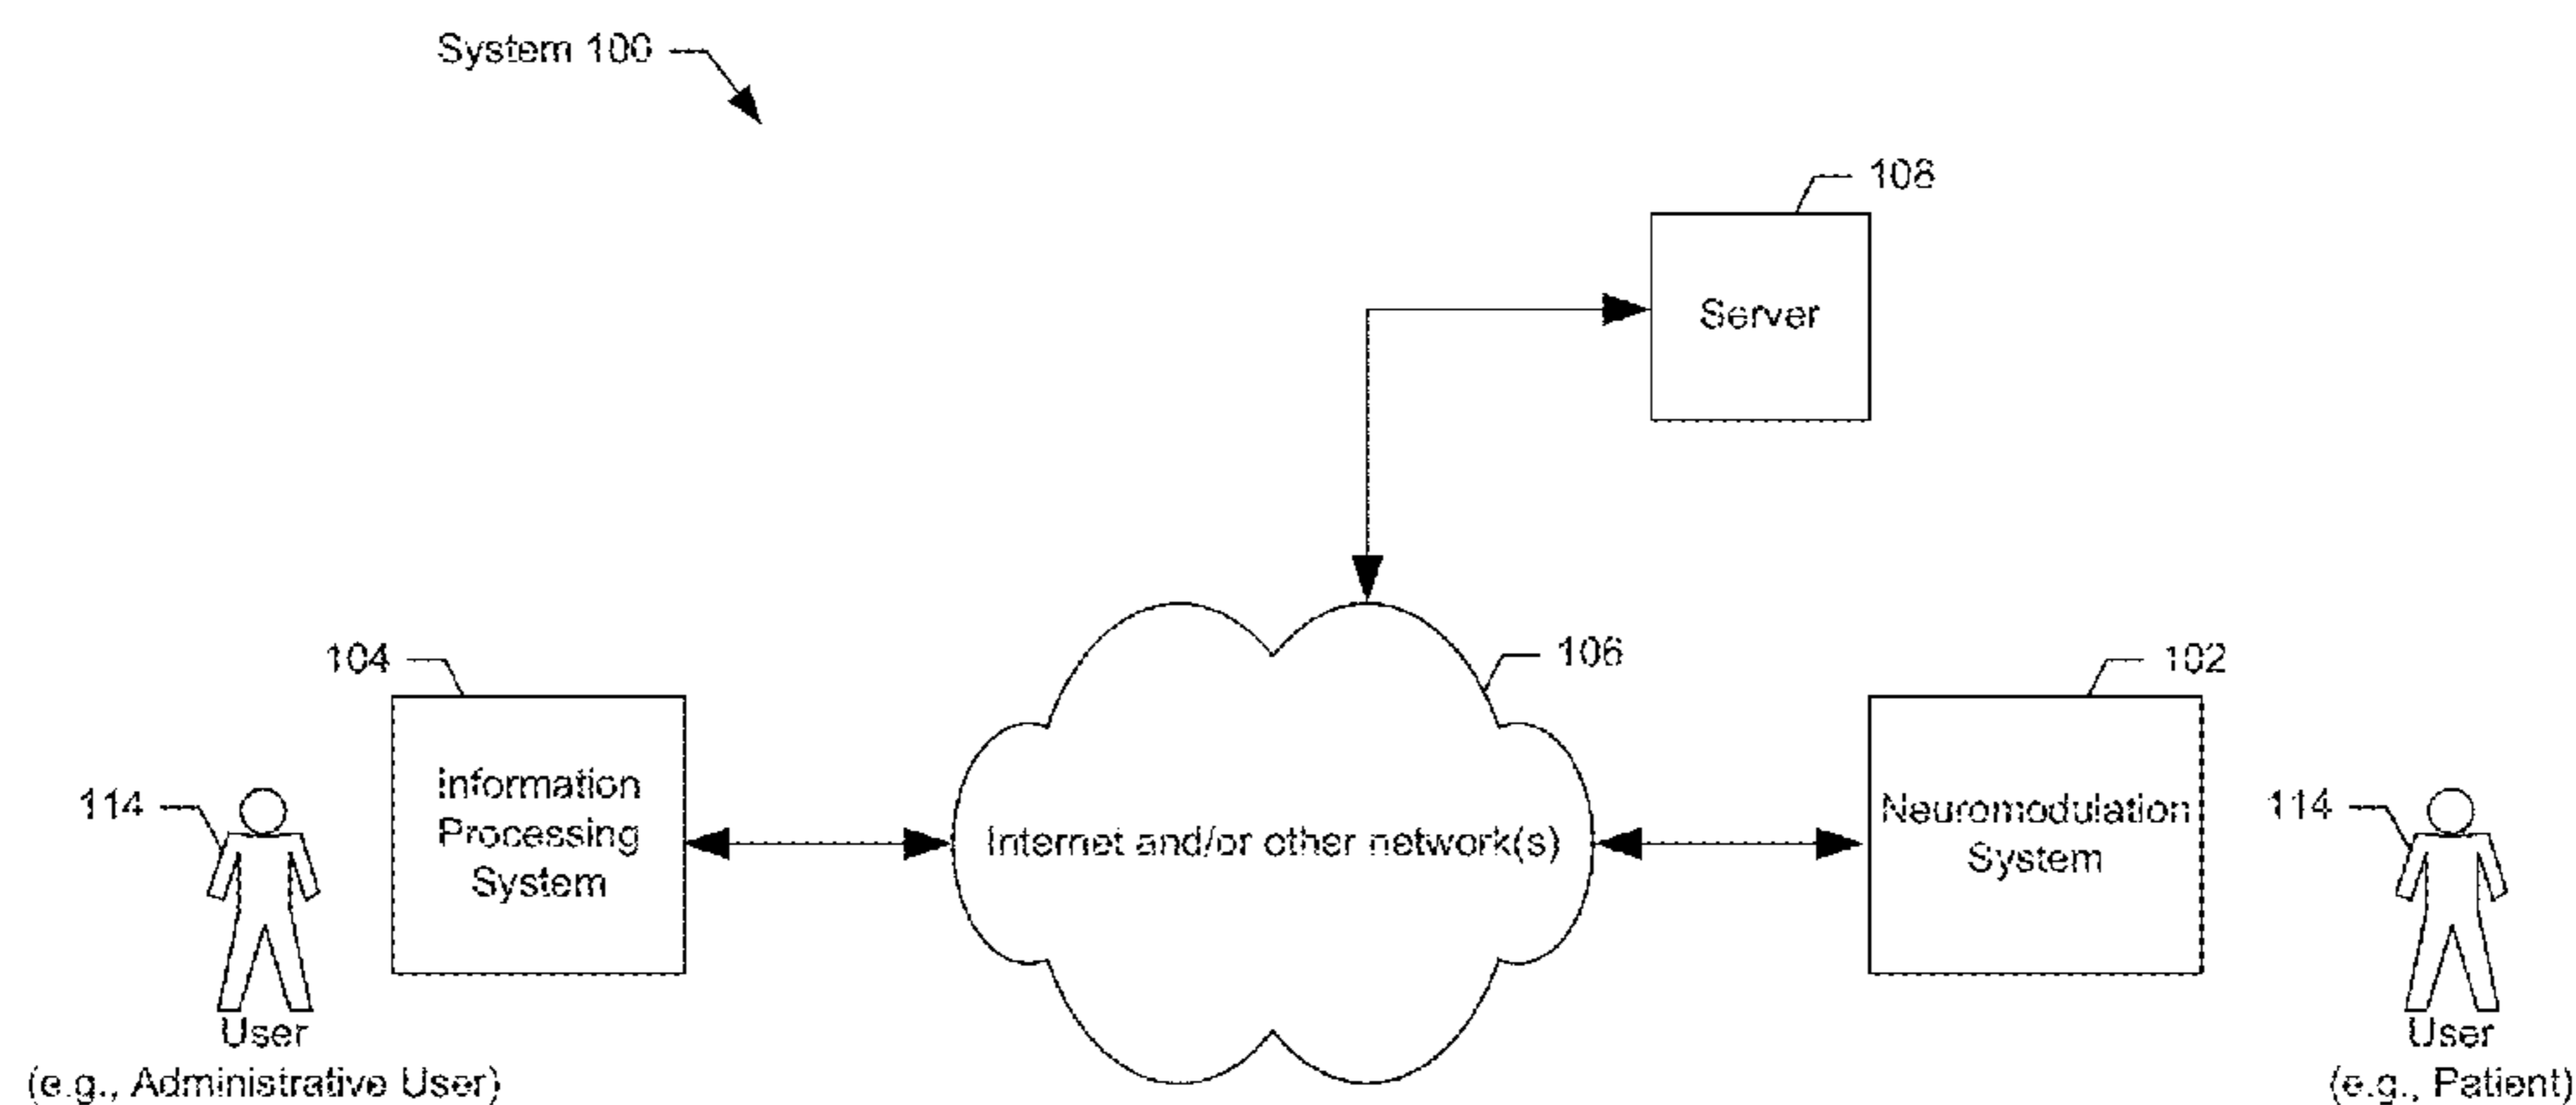 System 100
108
Server
104
106
102
Information
Processing
System
Internet and/or other network(s)
Neuromodulation
System
114
114
User
(e.g., Administrative User)
User
(e.g., Patient)